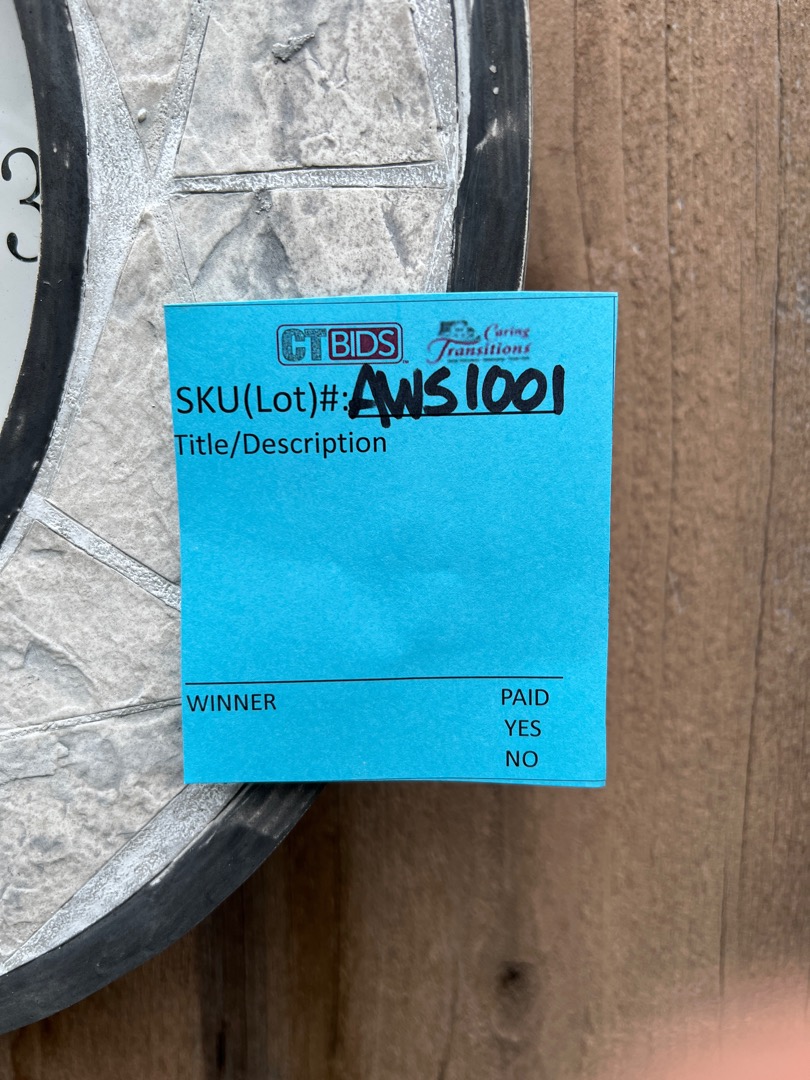 3
CTBIDS
Caring
Transitions
SKU(Lot)#:AWS1001
Title/Description
WINNER
PAID
YES
NO